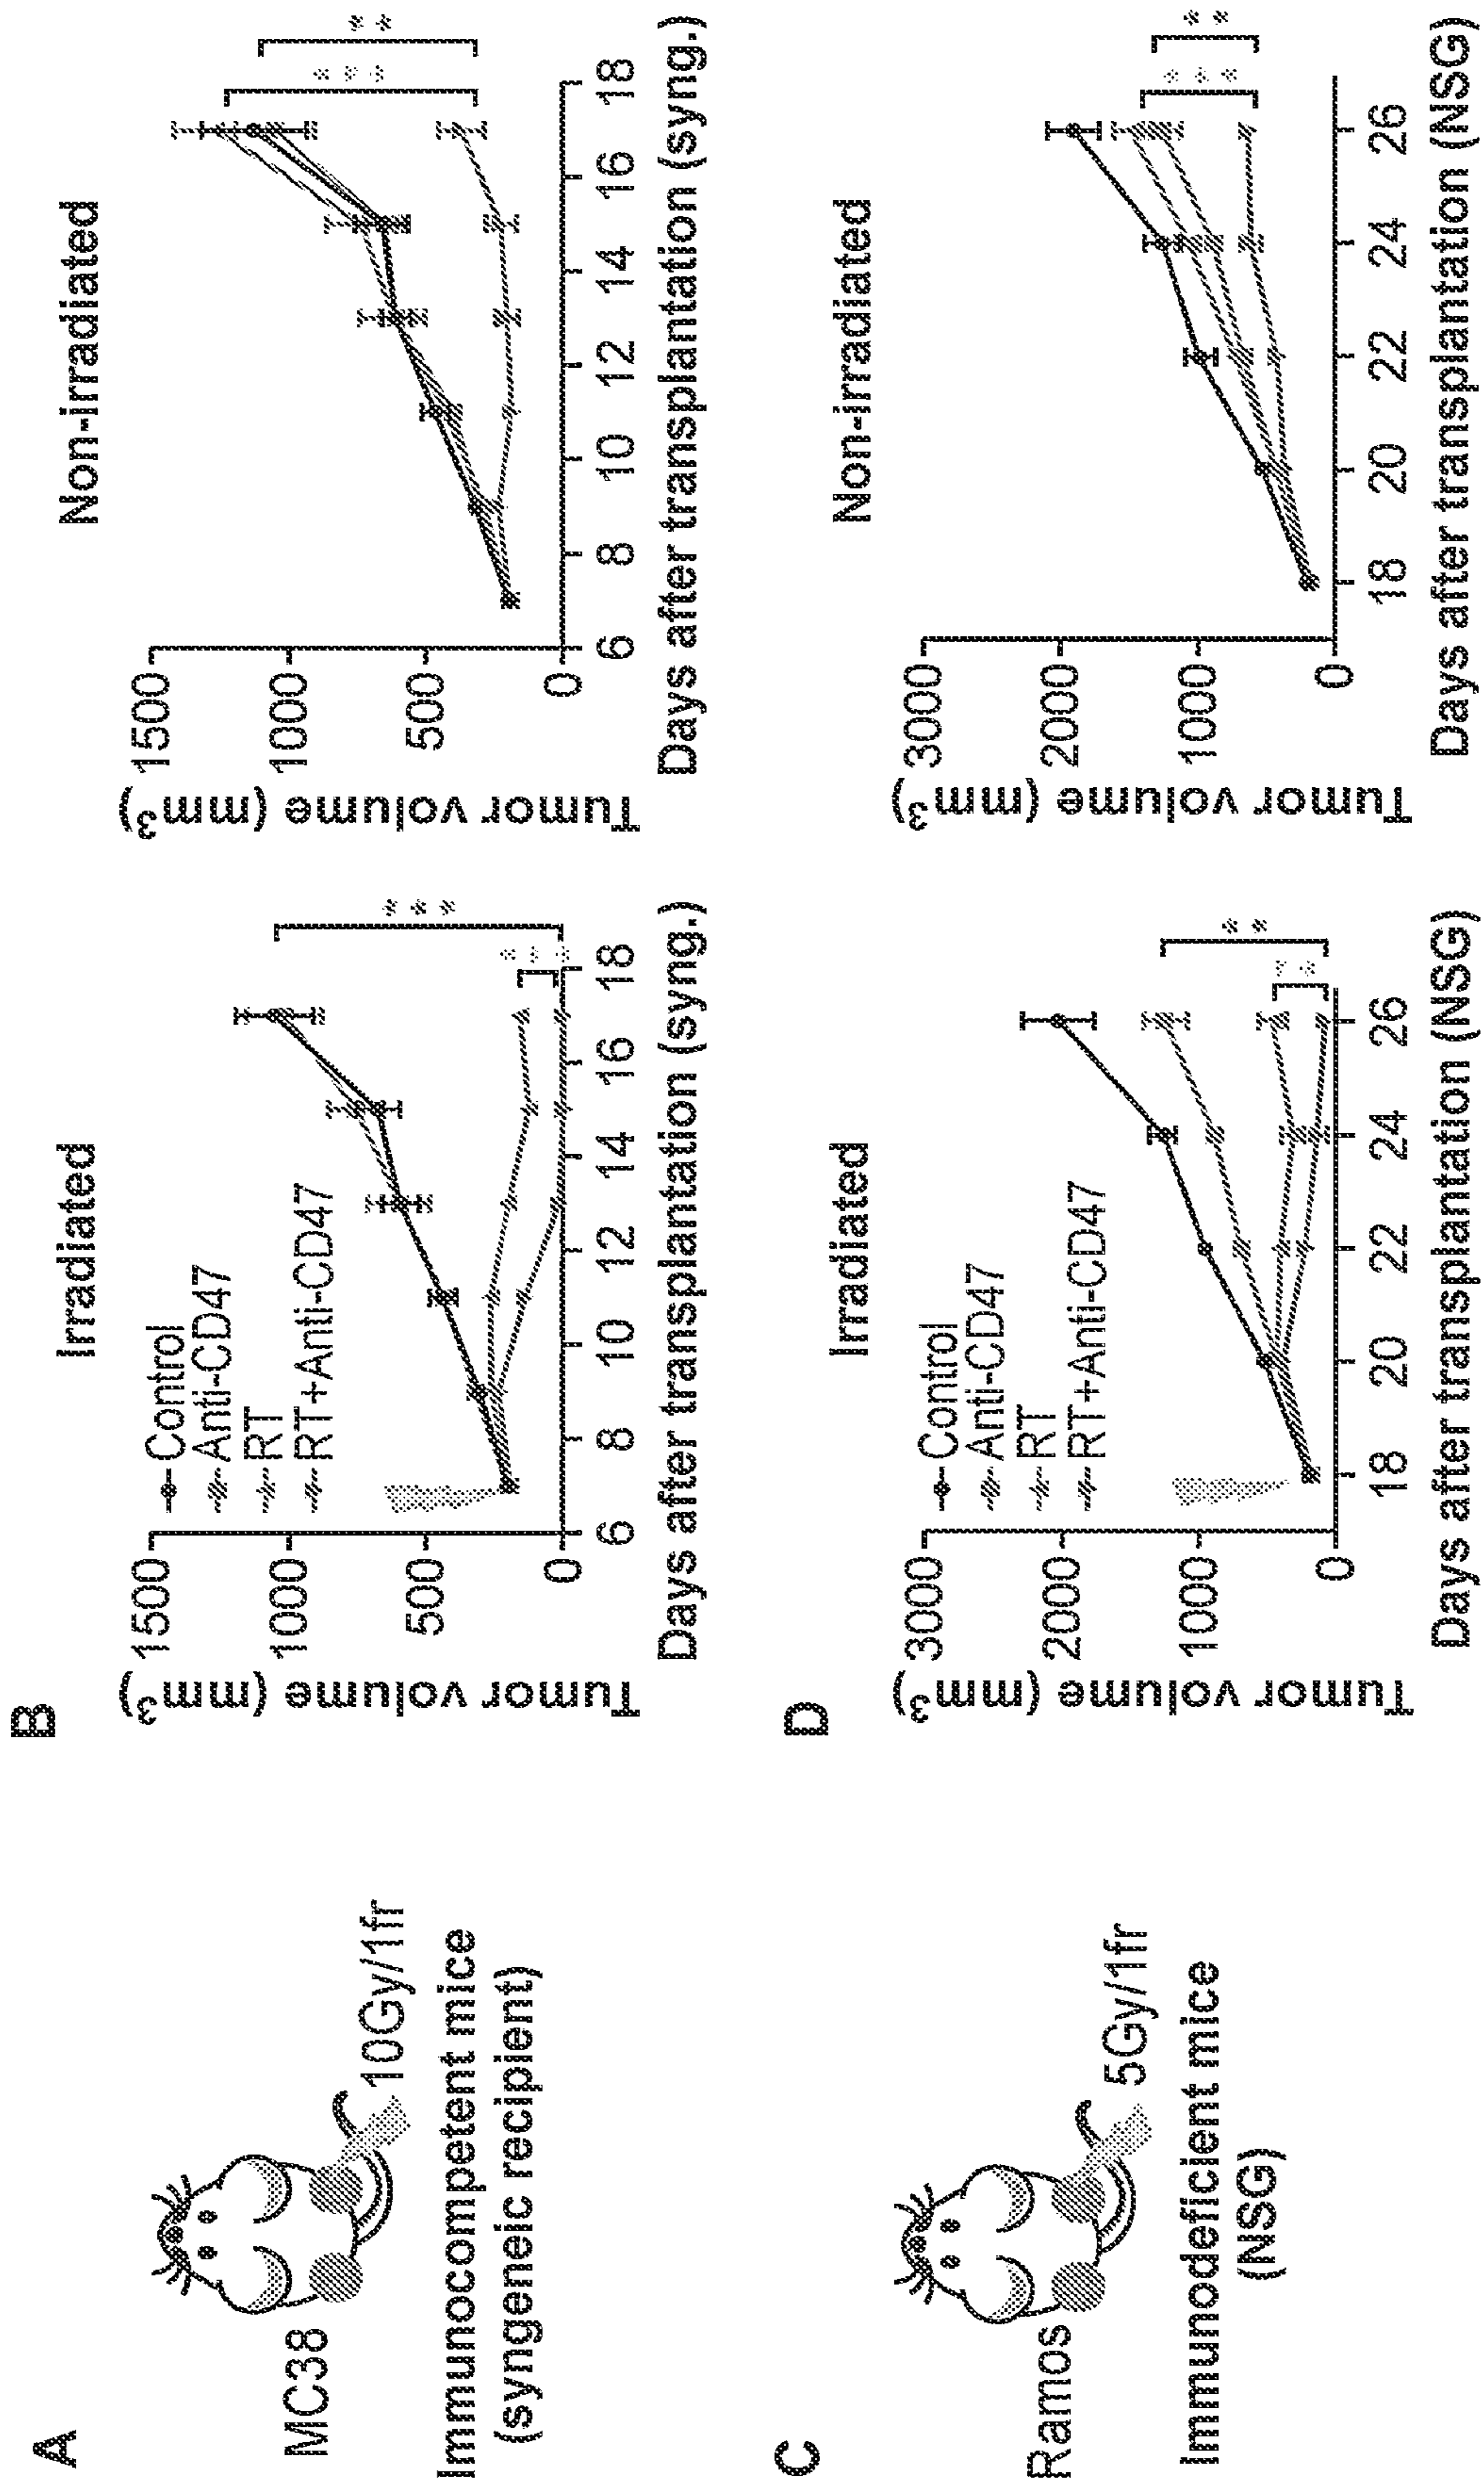 A
MC38
10Gy/1fr
Immunocompetent mice
(syngeneic recipient)
B
Irradiated
Tumor volume (mm3)
1500
1000
500
0
Control
Anti-CD47
RT
RT+Anti-CD47
***
6 8 10 12 14 16 18
Days after transplantation (syng.)
Non-irradiated
Tumor volume (mm3)
1500
1000
500
0
*** **
6 8 10 12 14 16 18
Days after transplantation (syng.)
C
Ramos
5Gy/1fr
Immunodeficient mice
(NSG)
D
Irradiated
Tumor volume (mm3)
3000
2000
1000
0
Control
Anti-CD47
RT
RT+Anti-CD47
** **
18 20 22 24 26
Days after transplantation (NSG)
Non-irradiated
Tumor volume (mm3)
3000
2000
1000
0
*** **
18 20 22 24 26
Days after transplantation (NSG)